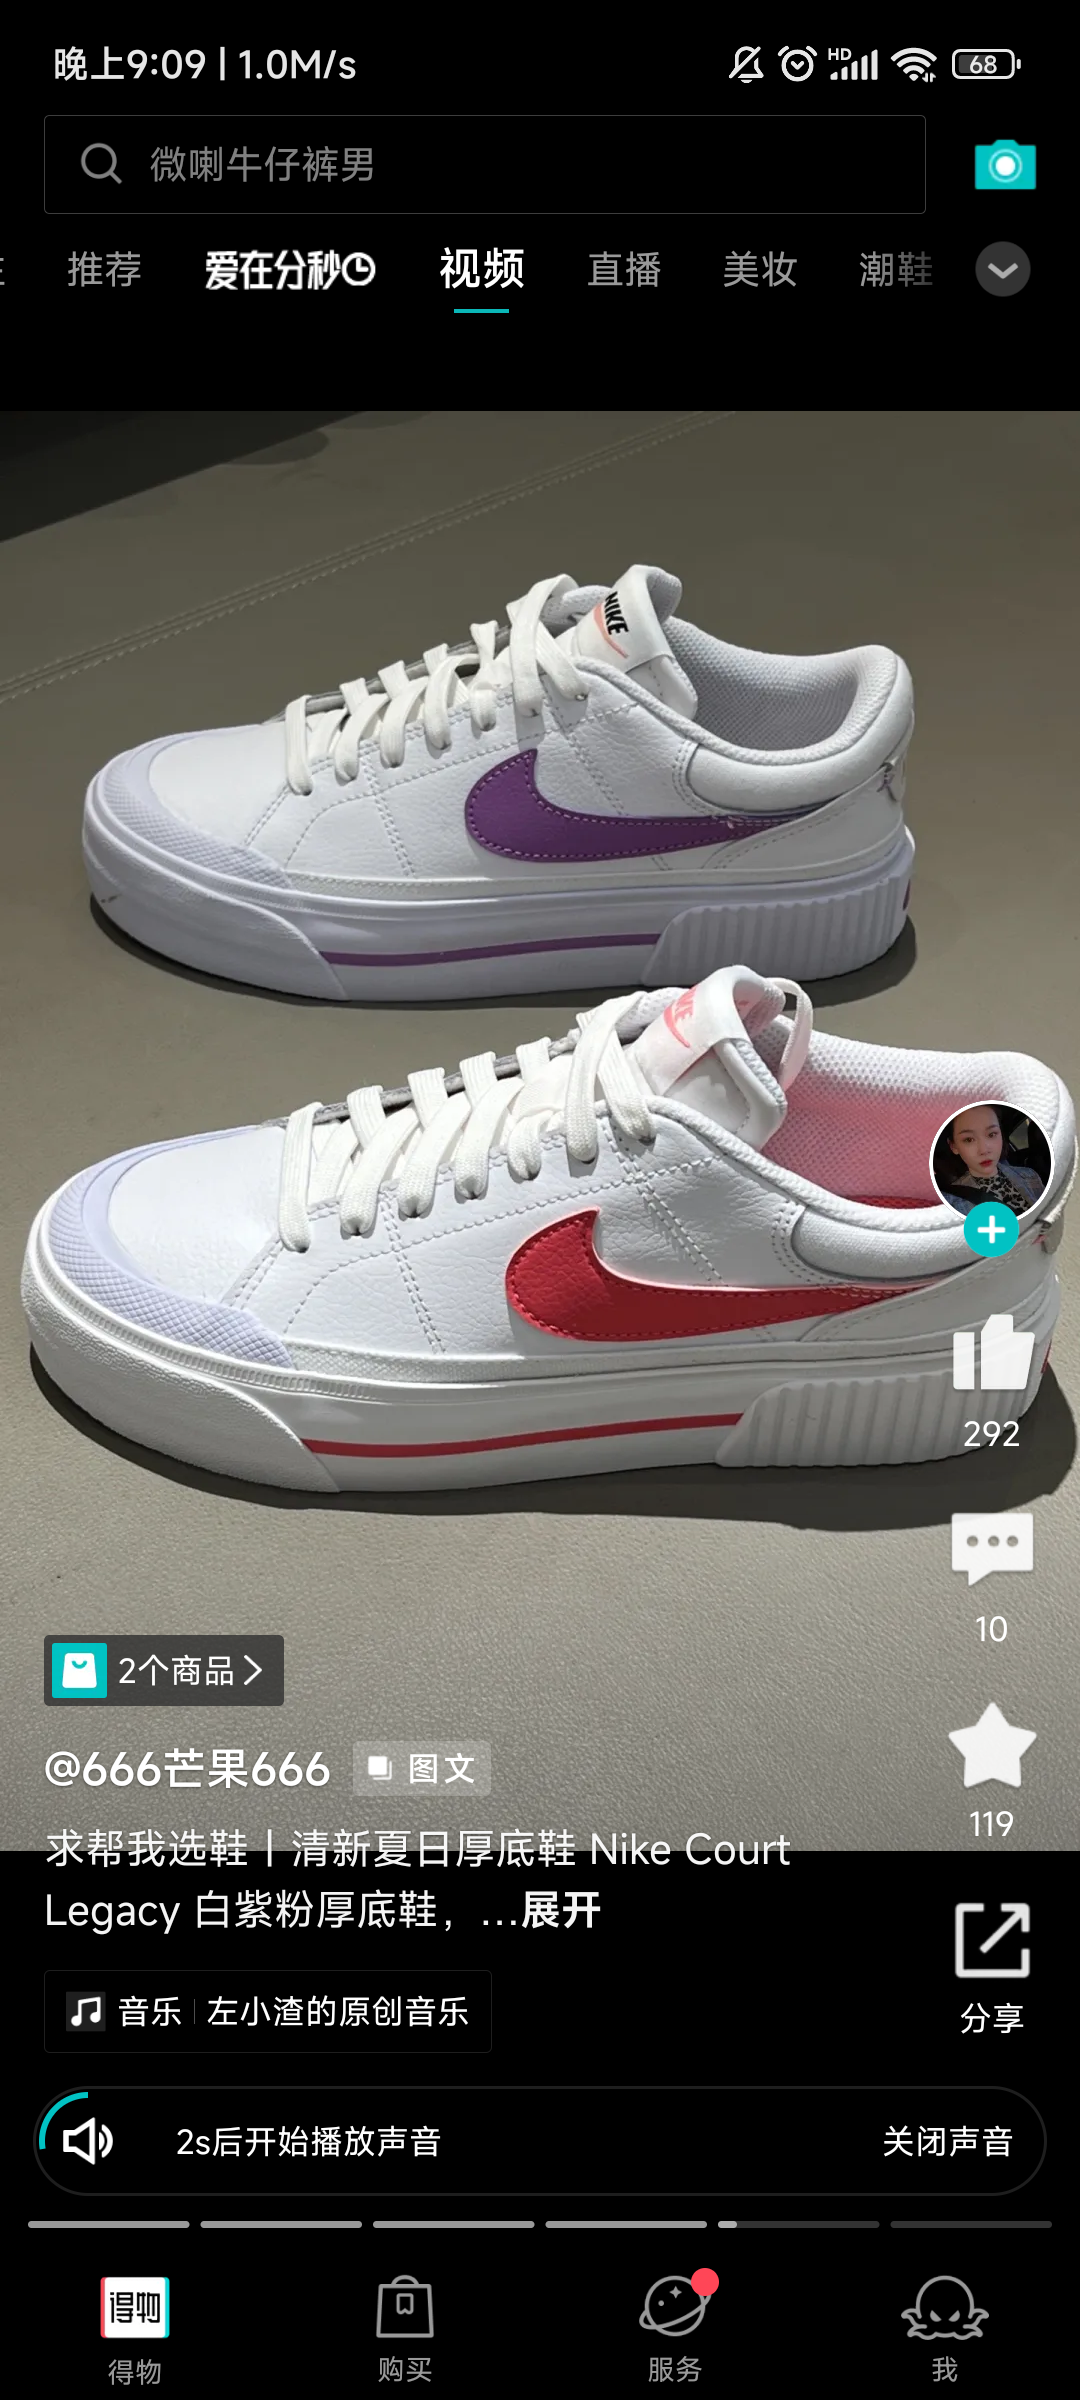 晚上9:09 | 1.0M/s
HD
68
微喇牛仔裤男
推荐
爱在分秒
视频
直播
美妆
潮鞋
NIKE
292
10
2个商品
@666芒果666
图文
119
求帮我选鞋丨清新夏日厚底鞋 Nike Court
Legacy 白紫粉厚底鞋，...展开
音乐 | 左小渣的原创音乐
分享
2s后开始播放声音
关闭声音
得物
得物
购买
服务
我